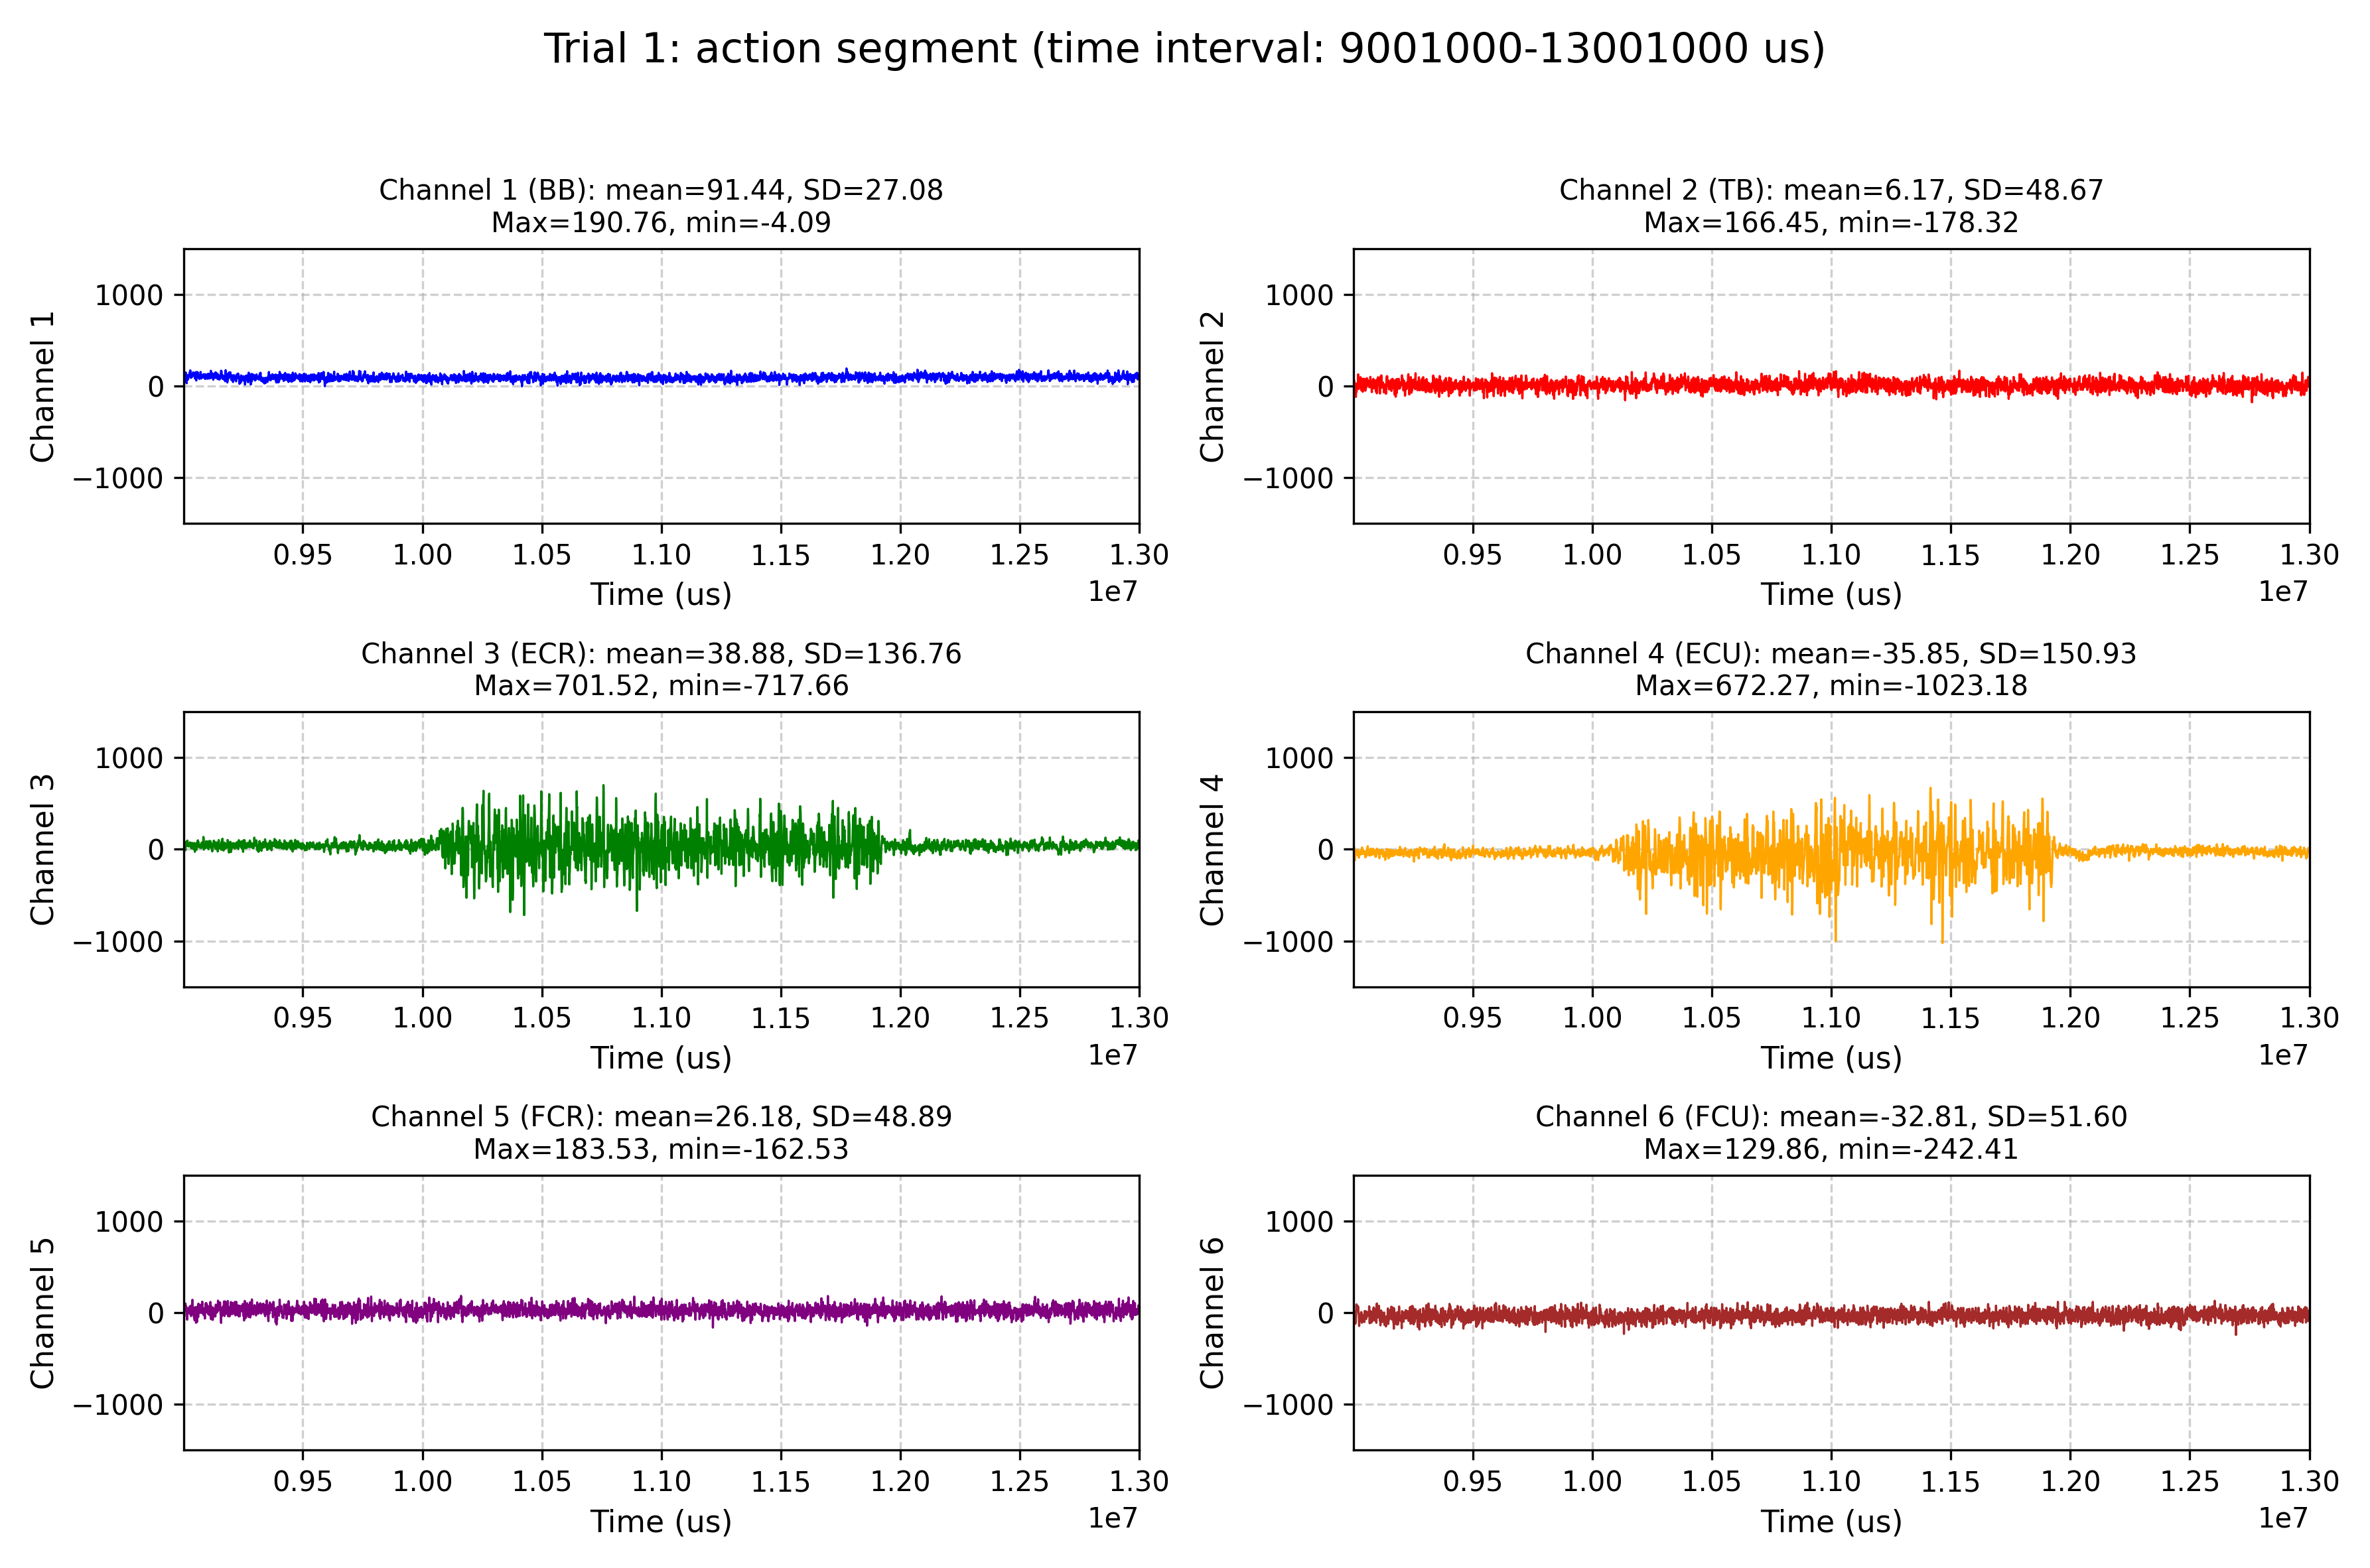 Trial 1: action segment (time interval: 9001000-13001000 us)
Channel 1 (BB): mean=91.44, SD=27.08
Max=190.76, min=-4.09
Channel 1
1000
0
−1000
0.95 1.00 1.05 1.10 1.15 1.20 1.25 1.30
Time (us)
1e7
Channel 2 (TB): mean=6.17, SD=48.67
Max=166.45, min=-178.32
Channel 2
1000
0
−1000
0.95 1.00 1.05 1.10 1.15 1.20 1.25 1.30
Time (us)
1e7
Channel 3 (ECR): mean=38.88, SD=136.76
Max=701.52, min=-717.66
Channel 3
1000
0
−1000
0.95 1.00 1.05 1.10 1.15 1.20 1.25 1.30
Time (us)
1e7
Channel 4 (ECU): mean=-35.85, SD=150.93
Max=672.27, min=-1023.18
Channel 4
1000
0
−1000
0.95 1.00 1.05 1.10 1.15 1.20 1.25 1.30
Time (us)
1e7
Channel 5 (FCR): mean=26.18, SD=48.89
Max=183.53, min=-162.53
Channel 5
1000
0
−1000
0.95 1.00 1.05 1.10 1.15 1.20 1.25 1.30
Time (us)
1e7
Channel 6 (FCU): mean=-32.81, SD=51.60
Max=129.86, min=-242.41
Channel 6
1000
0
−1000
0.95 1.00 1.05 1.10 1.15 1.20 1.25 1.30
Time (us)
1e7